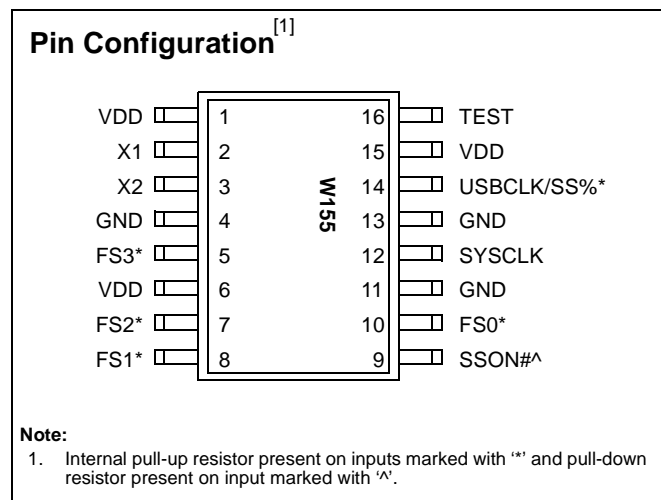 Pin Configuration[1]
VDD 1 16 TEST
X1 2 15 VDD
X2 3 14 USBCLK/SS%*
GND 4 13 GND
FS3* 5 12 SYSCLK
VDD 6 11 GND
FS2* 7 10 FS0*
FS1* 8 9 SSON#^
W155
Note:
1. Internal pull-up resistor present on inputs marked with ‘*’ and pull-down
resistor present on input marked with ‘^’.